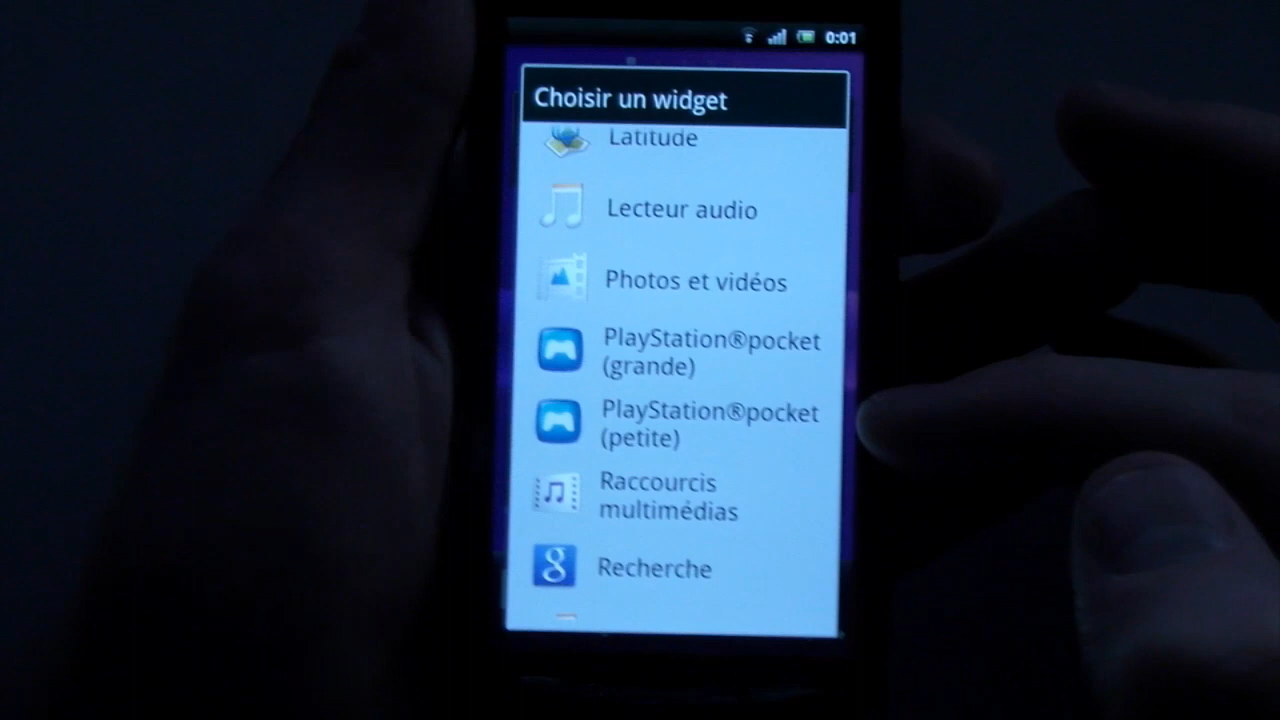 0:01
Choisir un widget
Latitude
Lecteur audio
Photos et vidéos
PlayStation®pocket
(grande)
PlayStation®pocket
(petite)
Raccourcis
multimédias
g
Recherche